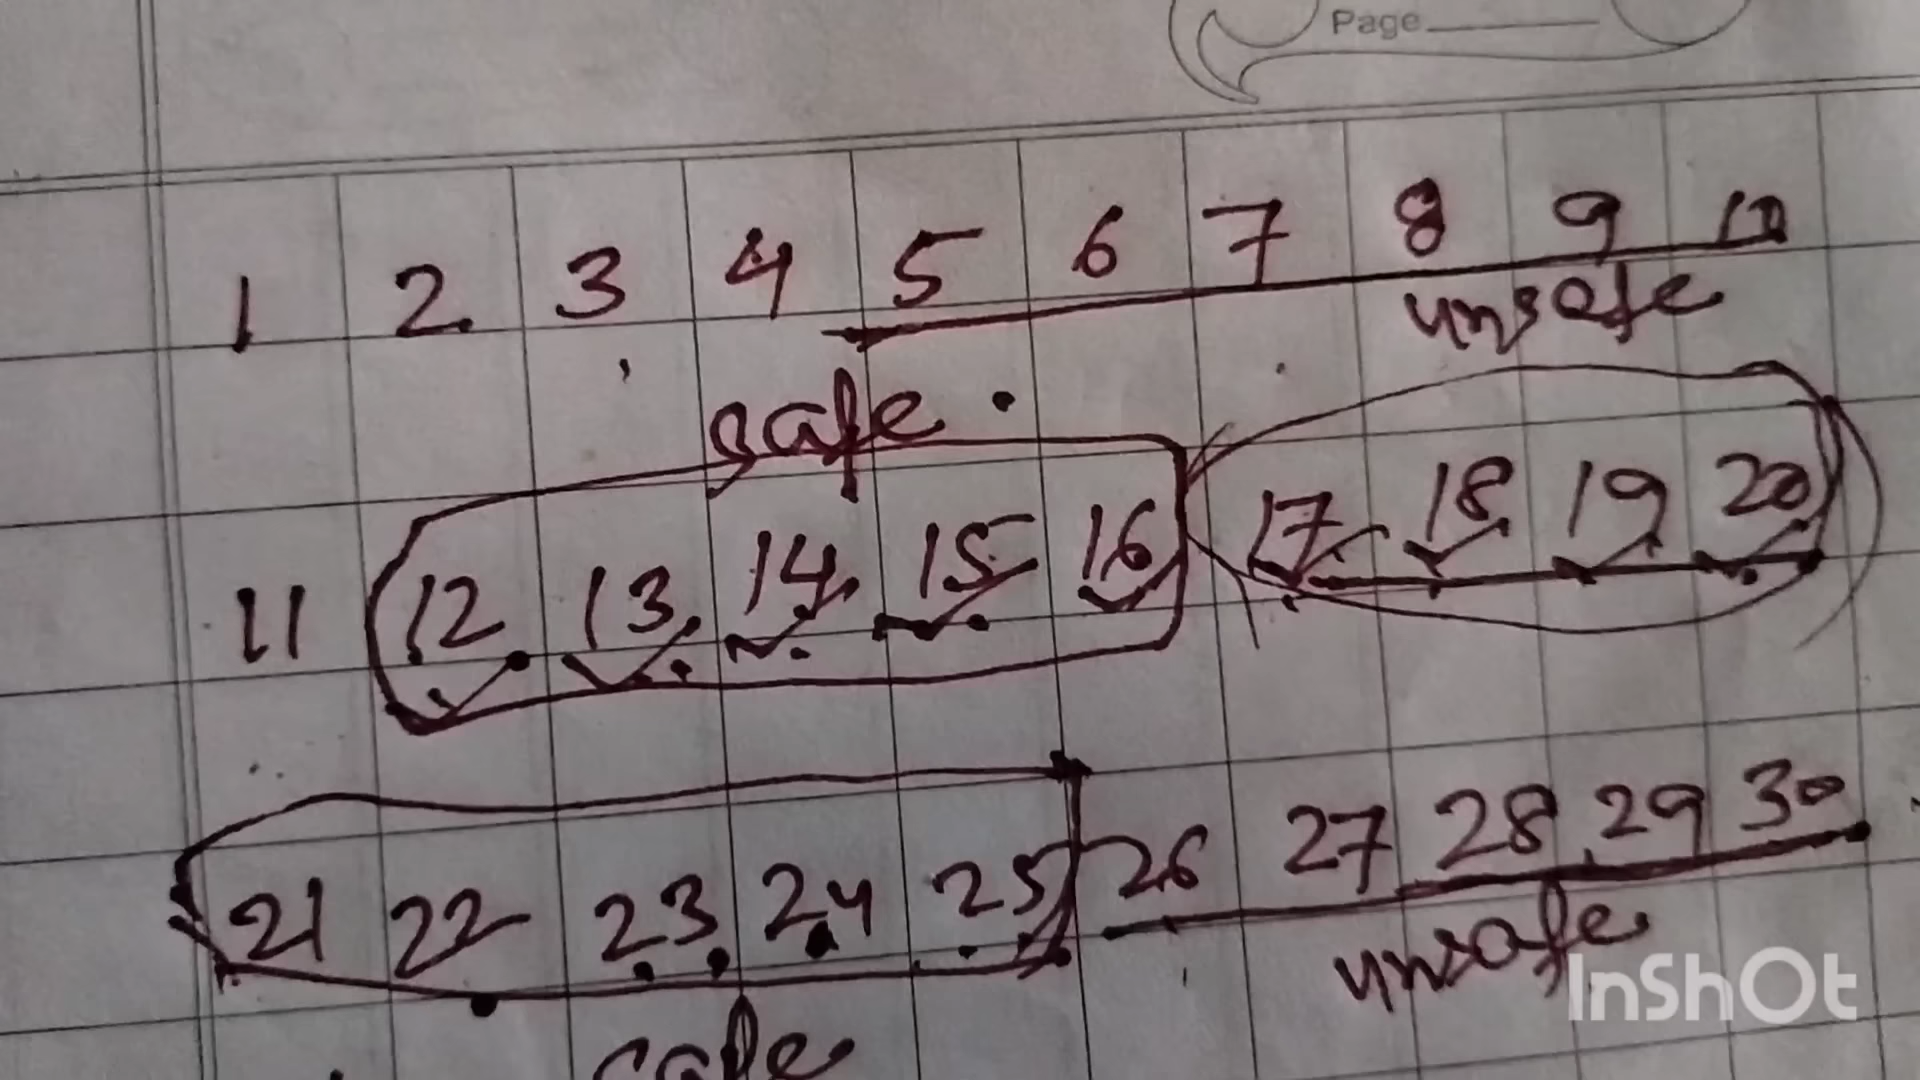 Page
1 2 3 4 5 6 7 8 9 10
unsafe
safe
11 12 13 14 15 16 17 18 19 20
21 22 23 24 25 26 27 28 29 30
unsafe
safe
InShOt